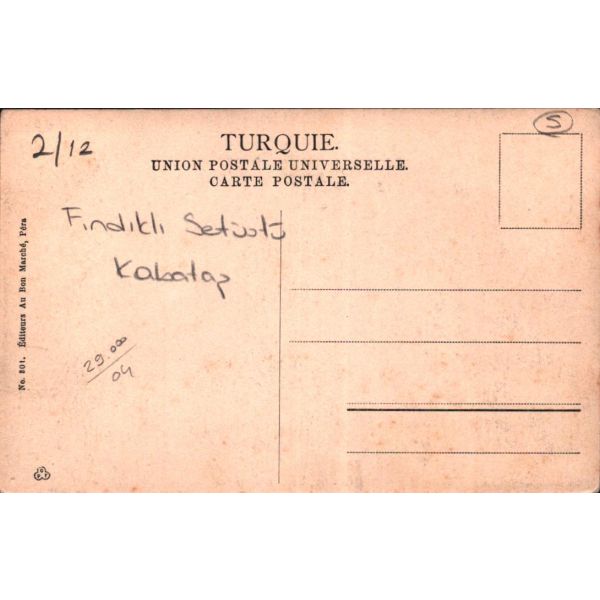 2/12
S
TURQUIE.
UNION POSTALE UNIVERSELLE.
CARTE POSTALE.
Fındıklı Setüstü
Kabataş
29.000
04
No. 801. Éditeurs Au Bon Marché, Péra